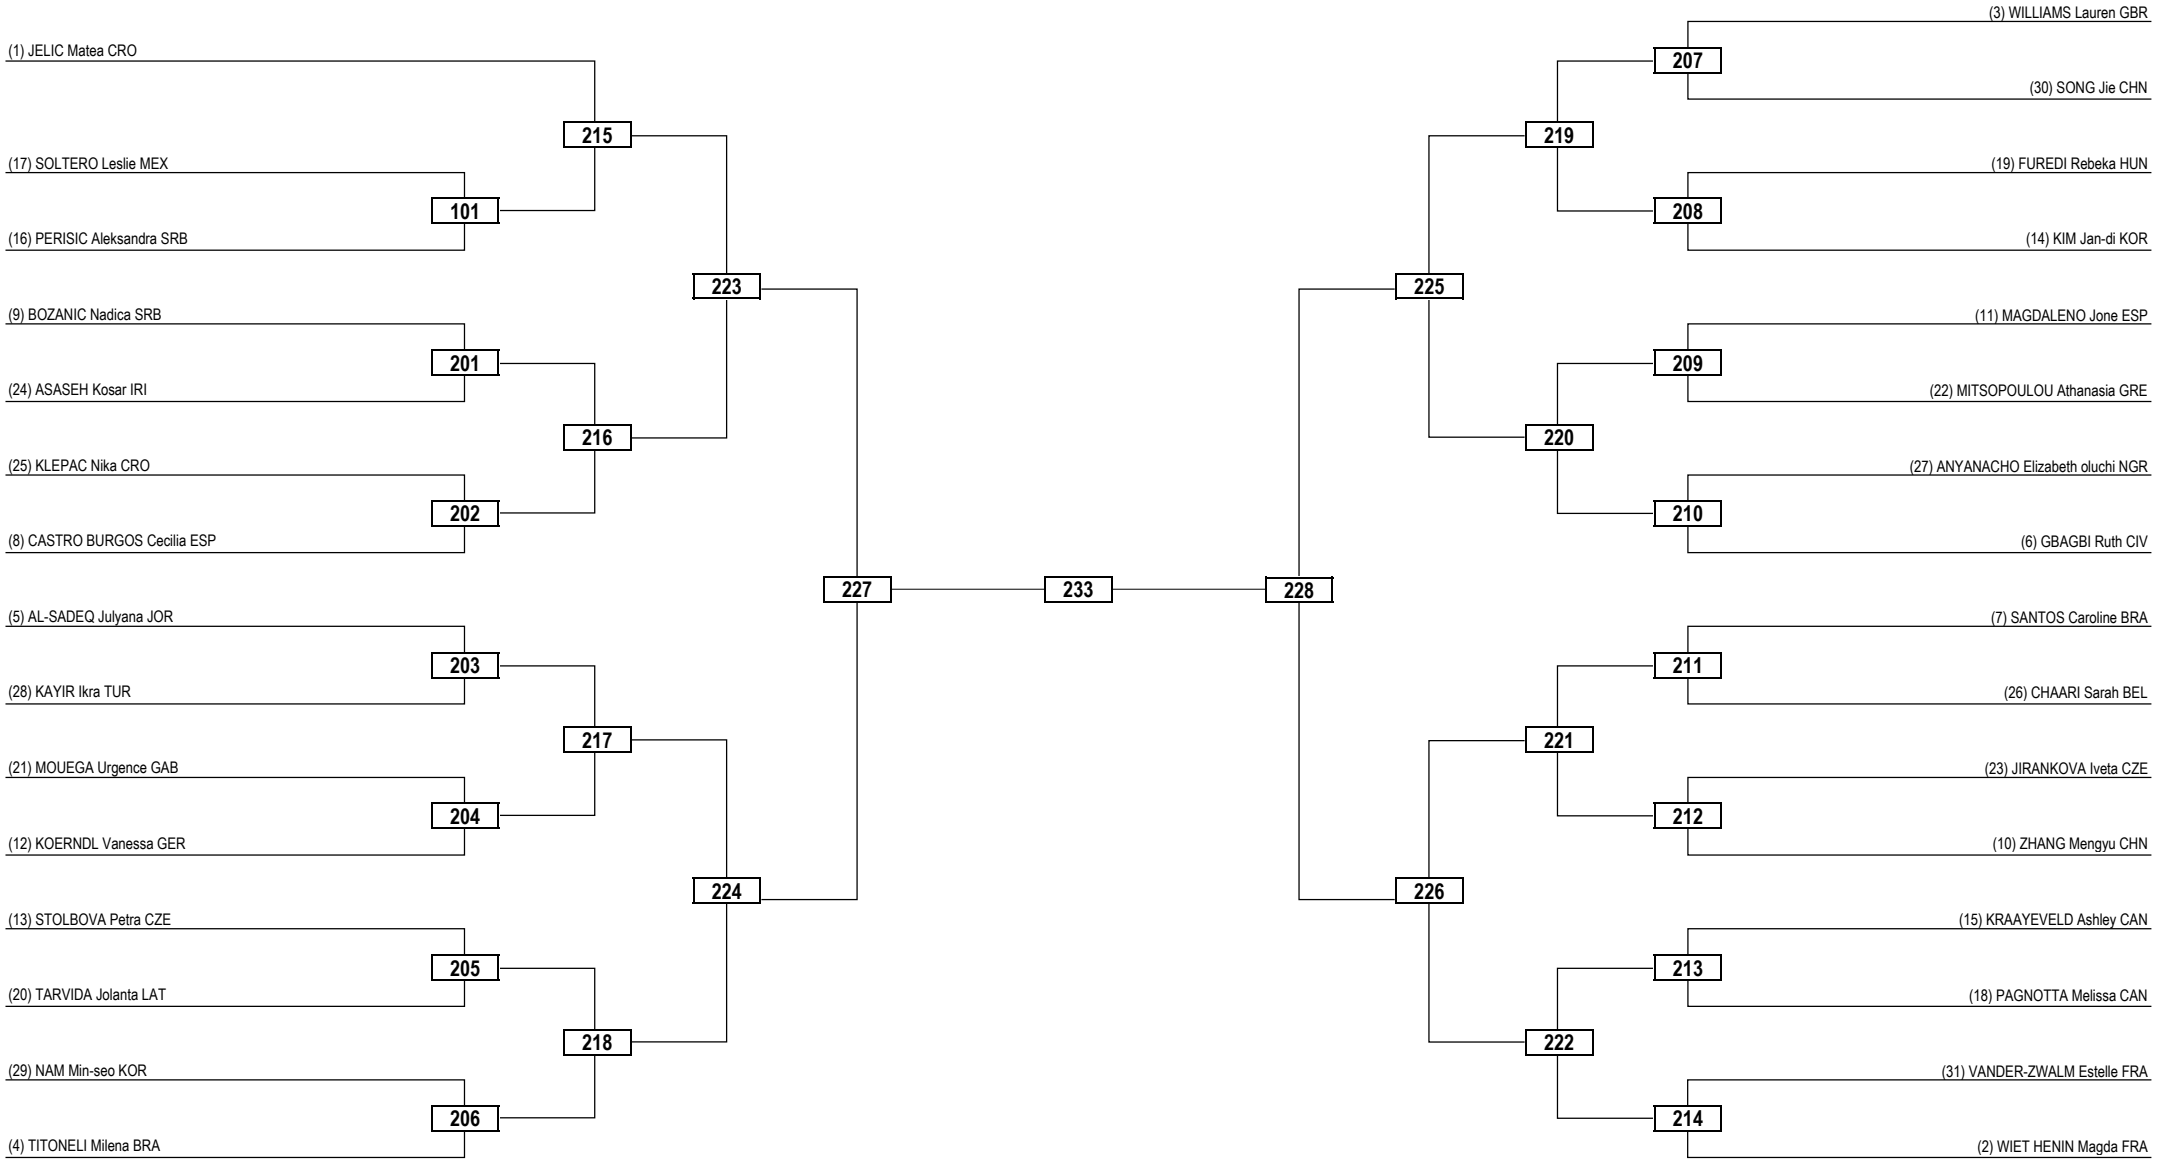 (1) JELIC Matea CRO
(17) SOLTERO Leslie MEX
(16) PERISIC Aleksandra SRB
(9) BOZANIC Nadica SRB
(24) ASASEH Kosar IRI
(25) KLEPAC Nika CRO
(8) CASTRO BURGOS Cecilia ESP
(5) AL-SADEQ Julyana JOR
(28) KAYIR Ikra TUR
(21) MOUEGA Urgence GAB
(12) KOERNDL Vanessa GER
(13) STOLBOVA Petra CZE
(20) TARVIDA Jolanta LAT
(29) NAM Min-seo KOR
(4) TITONELI Milena BRA
101
201
202
203
204
205
206
215
216
217
218
223
224
227
233
228
225
226
219
220
221
222
207
208
209
210
211
212
213
214
(3) WILLIAMS Lauren GBR
(30) SONG Jie CHN
(19) FUREDI Rebeka HUN
(14) KIM Jan-di KOR
(11) MAGDALENO Jone ESP
(22) MITSOPOULOU Athanasia GRE
(27) ANYANACHO Elizabeth oluchi NGR
(6) GBAGBI Ruth CIV
(7) SANTOS Caroline BRA
(26) CHAARI Sarah BEL
(23) JIRANKOVA Iveta CZE
(10) ZHANG Mengyu CHN
(15) KRAAYEVELD Ashley CAN
(18) PAGNOTTA Melissa CAN
(31) VANDER-ZWALM Estelle FRA
(2) WIET HENIN Magda FRA